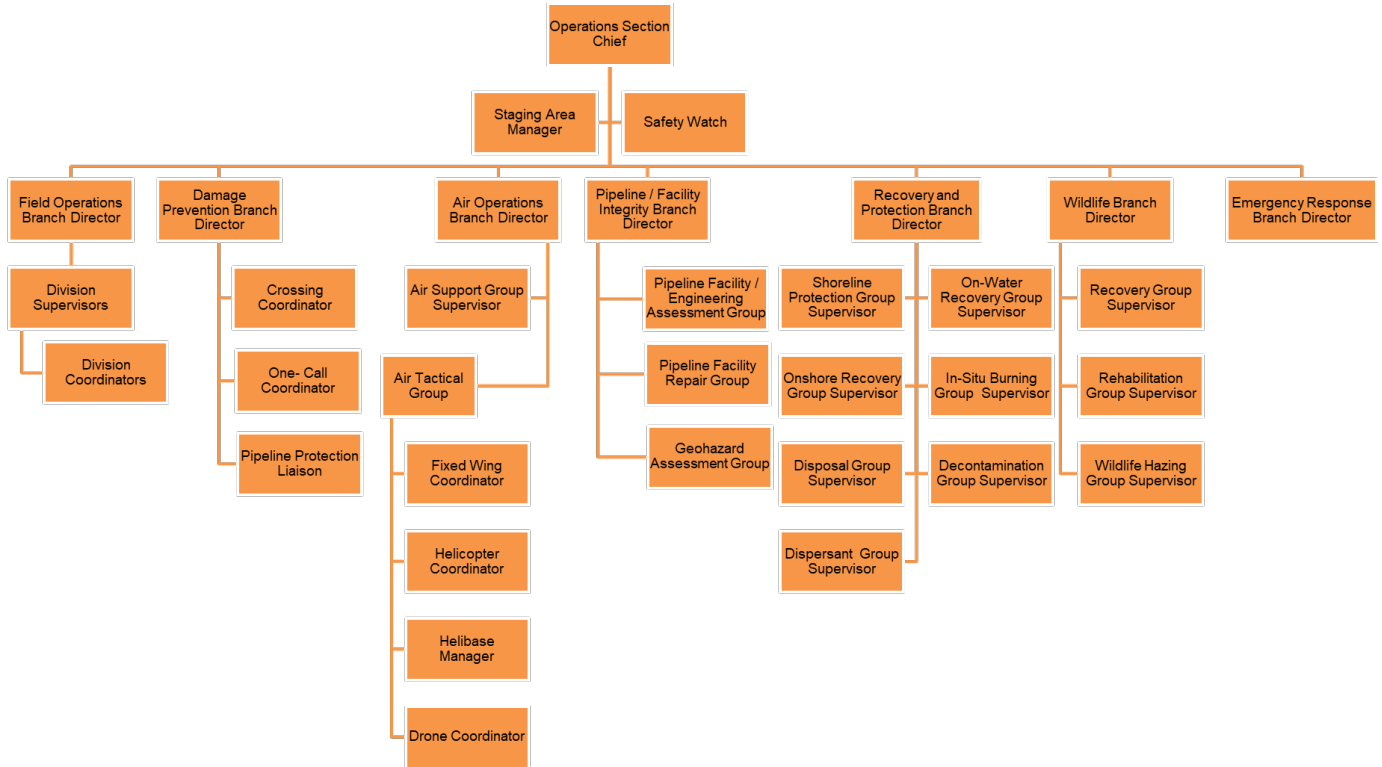 Operations Section
Chief
Staging Area
Manager
Safety Watch
Field Operations
Branch Director
Damage
Prevention Branch
Director
Air Operations
Branch Director
Pipeline / Facility
Integrity Branch
Director
Recovery and
Protection Branch
Director
Wildlife Branch
Director
Emergency Response
Branch Director
Division
Supervisors
Division
Coordinators
Crossing
Coordinator
One- Call
Coordinator
Pipeline Protection
Liaison
Air Support Group
Supervisor
Air Tactical
Group
Fixed Wing
Coordinator
Helicopter
Coordinator
Helibase
Manager
Drone Coordinator
Pipeline Facility /
Engineering
Assessment Group
Pipeline Facility
Repair Group
Geohazard
Assessment Group
Shoreline
Protection Group
Supervisor
On-Water
Recovery Group
Supervisor
Onshore Recovery
Group Supervisor
In-Situ Burning
Group Supervisor
Disposal Group
Supervisor
Decontamination
Group Supervisor
Dispersant Group
Supervisor
Recovery Group
Supervisor
Rehabilitation
Group Supervisor
Wildlife Hazing
Group Supervisor